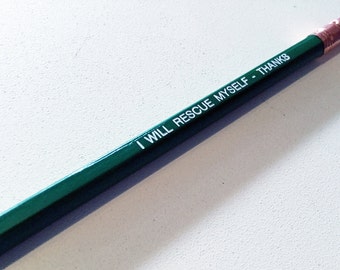 I WILL RESCUE MYSELF - THANKS